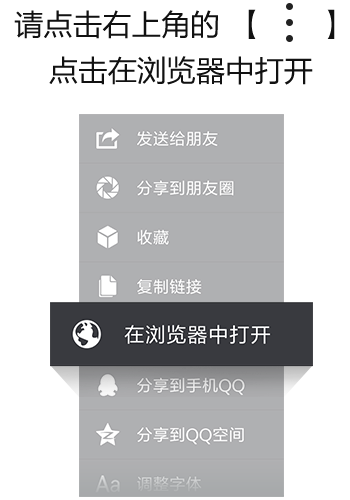 请点击右上角的 【 ⋮ 】
点击在浏览器中打开
发送给朋友
分享到朋友圈
收藏
复制链接
在浏览器中打开
分享到手机QQ
分享到QQ空间
Aa 调整字体